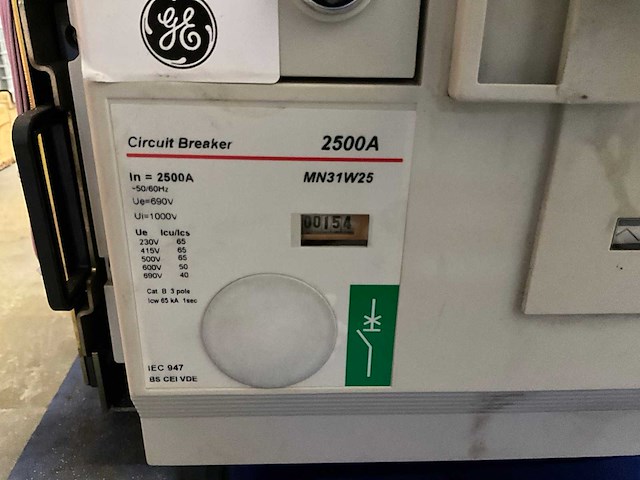 GE
Circuit Breaker 2500A
In = 2500A MN31W25
~50/60Hz
Ue=690V
Ui=1000V
00154
Ue Icu/Ics
230V 65
415V 65
500V 65
600V 50
690V 40
Cat. B 3 pole
Icw 65 kA 1sec
IEC 947
BS CEI VDE